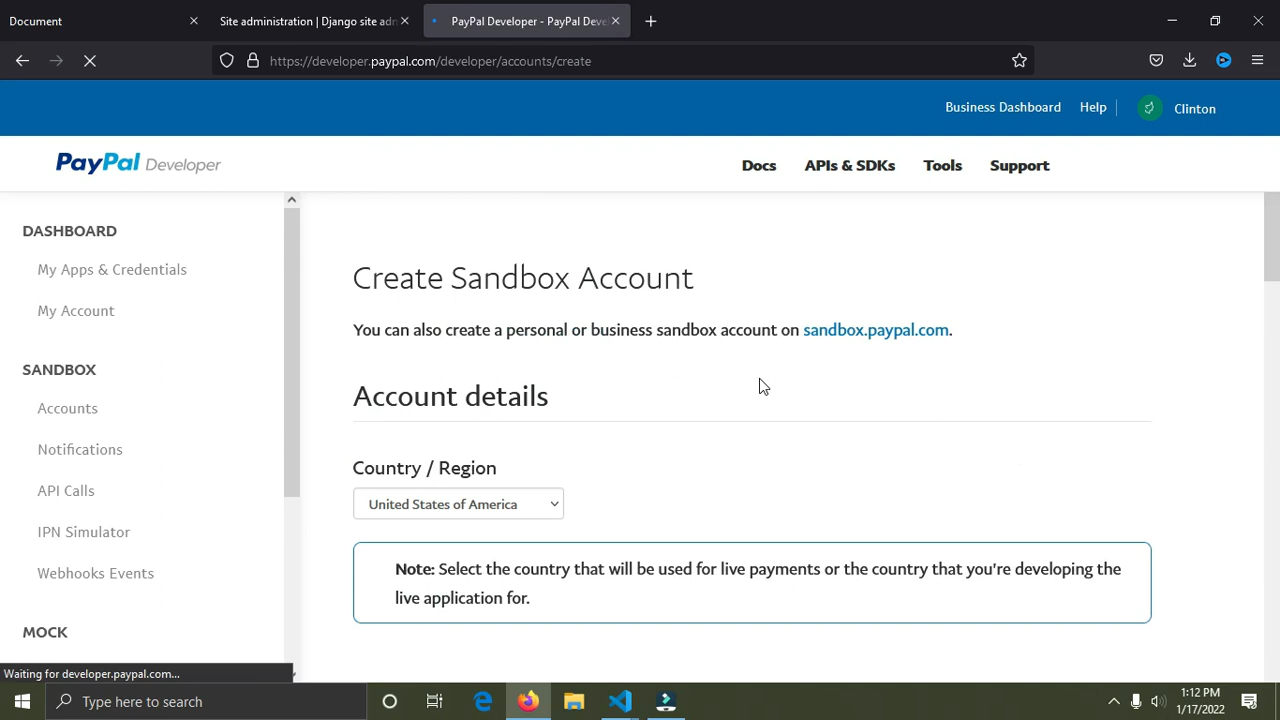 Document
Site administration | Django site adn
PayPal Developer - PayPal Deve
https://developer.paypal.com/developer/accounts/create
Business Dashboard Help Clinton
PayPal Developer
Docs APIs & SDKs Tools Support
DASHBOARD
My Apps & Credentials
My Account
SANDBOX
Accounts
Notifications
API Calls
IPN Simulator
Webhooks Events
MOCK
Create Sandbox Account
You can also create a personal or business sandbox account on sandbox.paypal.com.
Account details
Country / Region
United States of America
Note: Select the country that will be used for live payments or the country that you're developing the
live application for.
Waiting for developer.paypal.com...
Type here to search
1:12 PM
1/17/2022